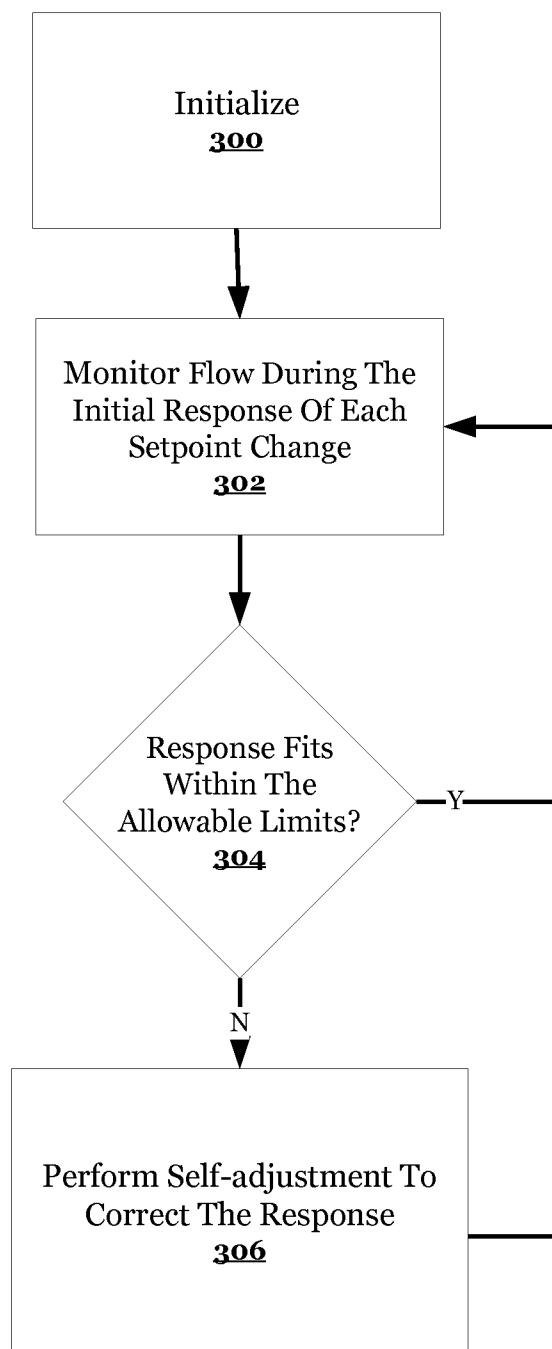 Initialize
300
Monitor Flow During The
Initial Response Of Each
Setpoint Change
302
Response Fits
Within The
Allowable Limits?
304
Y
N
Perform Self-adjustment To
Correct The Response
306